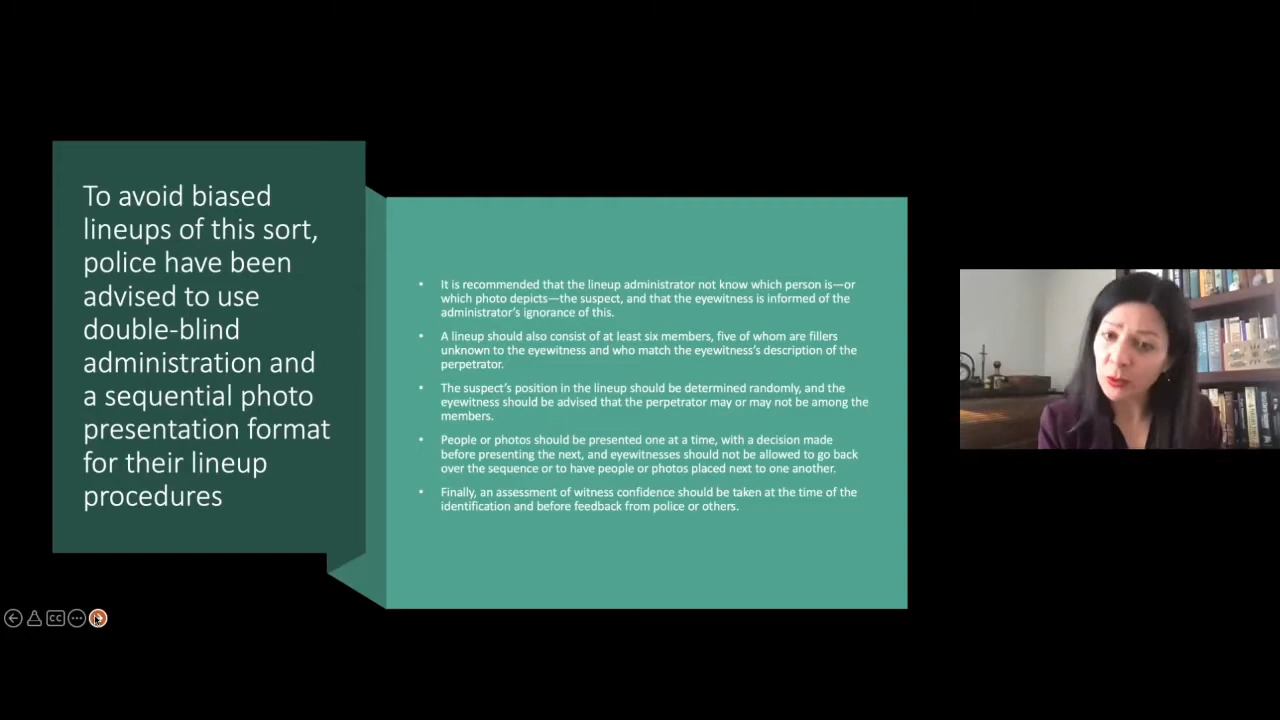 To avoid biased
lineups of this sort,
police have been
advised to use
double-blind
administration and
a sequential photo
presentation format
for their lineup
procedures
• It is recommended that the lineup administrator not know which person is—or
which photo depicts—the suspect, and that the eyewitness is informed of the
administrator’s ignorance of this.
• A lineup should also consist of at least six members, five of whom are fillers
unknown to the eyewitness and who match the eyewitness’s description of the
perpetrator.
• The suspect’s position in the lineup should be determined randomly, and the
eyewitness should be advised that the perpetrator may or may not be among the
members.
• People or photos should be presented one at a time, with a decision made
before presenting the next, and eyewitnesses should not be allowed to go back
over the sequence or to have people or photos placed next to one another.
• Finally, an assessment of witness confidence should be taken at the time of the
identification and before feedback from police or others.
CC